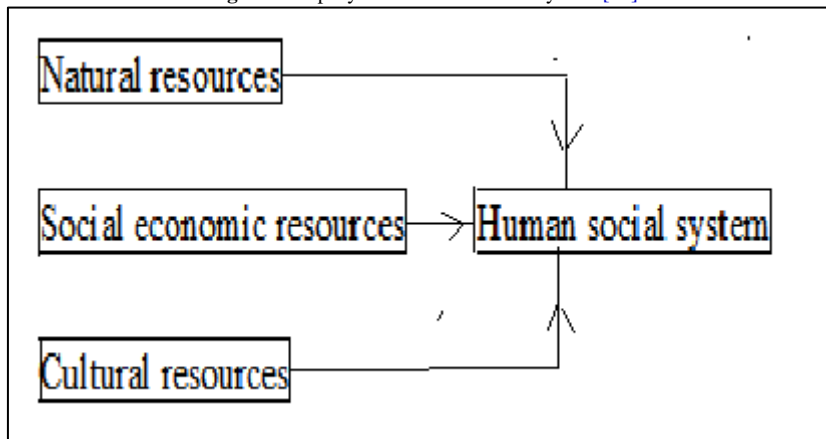 Natural resources
Social economic resources
Human social system
Cultural resources